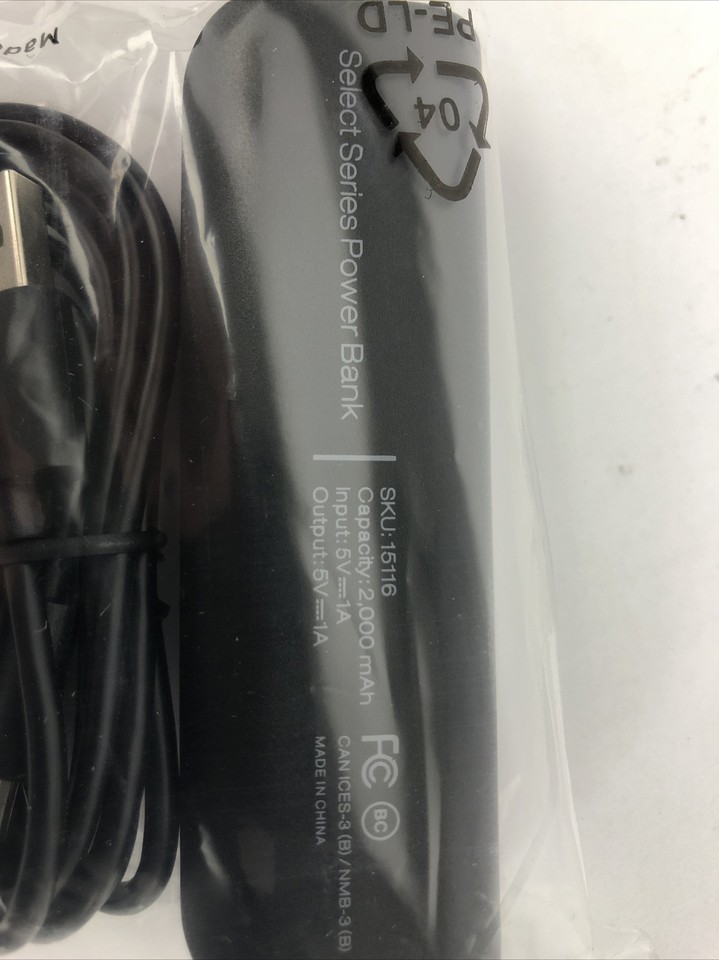 PE-LD
04
Select Series Power Bank
SKU: 15116
Capacity: 2,000 mAh
Input: 5V⎓1A
Output: 5V⎓1A
FC BC
CAN ICES-3 (B) / NMB-3 (B)
MADE IN CHINA